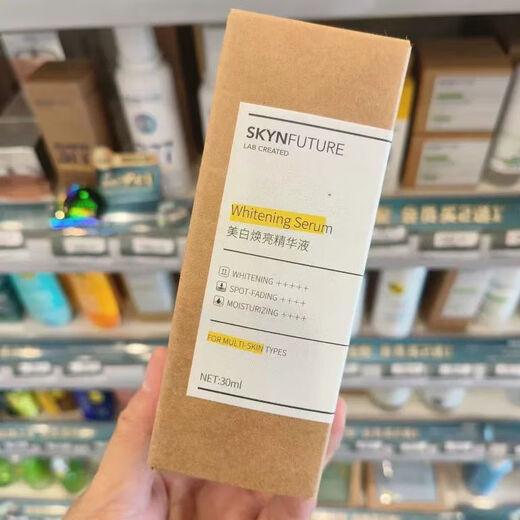 SKYNFUTURE
LAB CREATED
Whitening Serum
美白焕亮精华液
WHITENING +++++
SPOT-FADING ++++
MOISTURIZING ++++
FOR MULTI-SKIN TYPES
NET:30ml